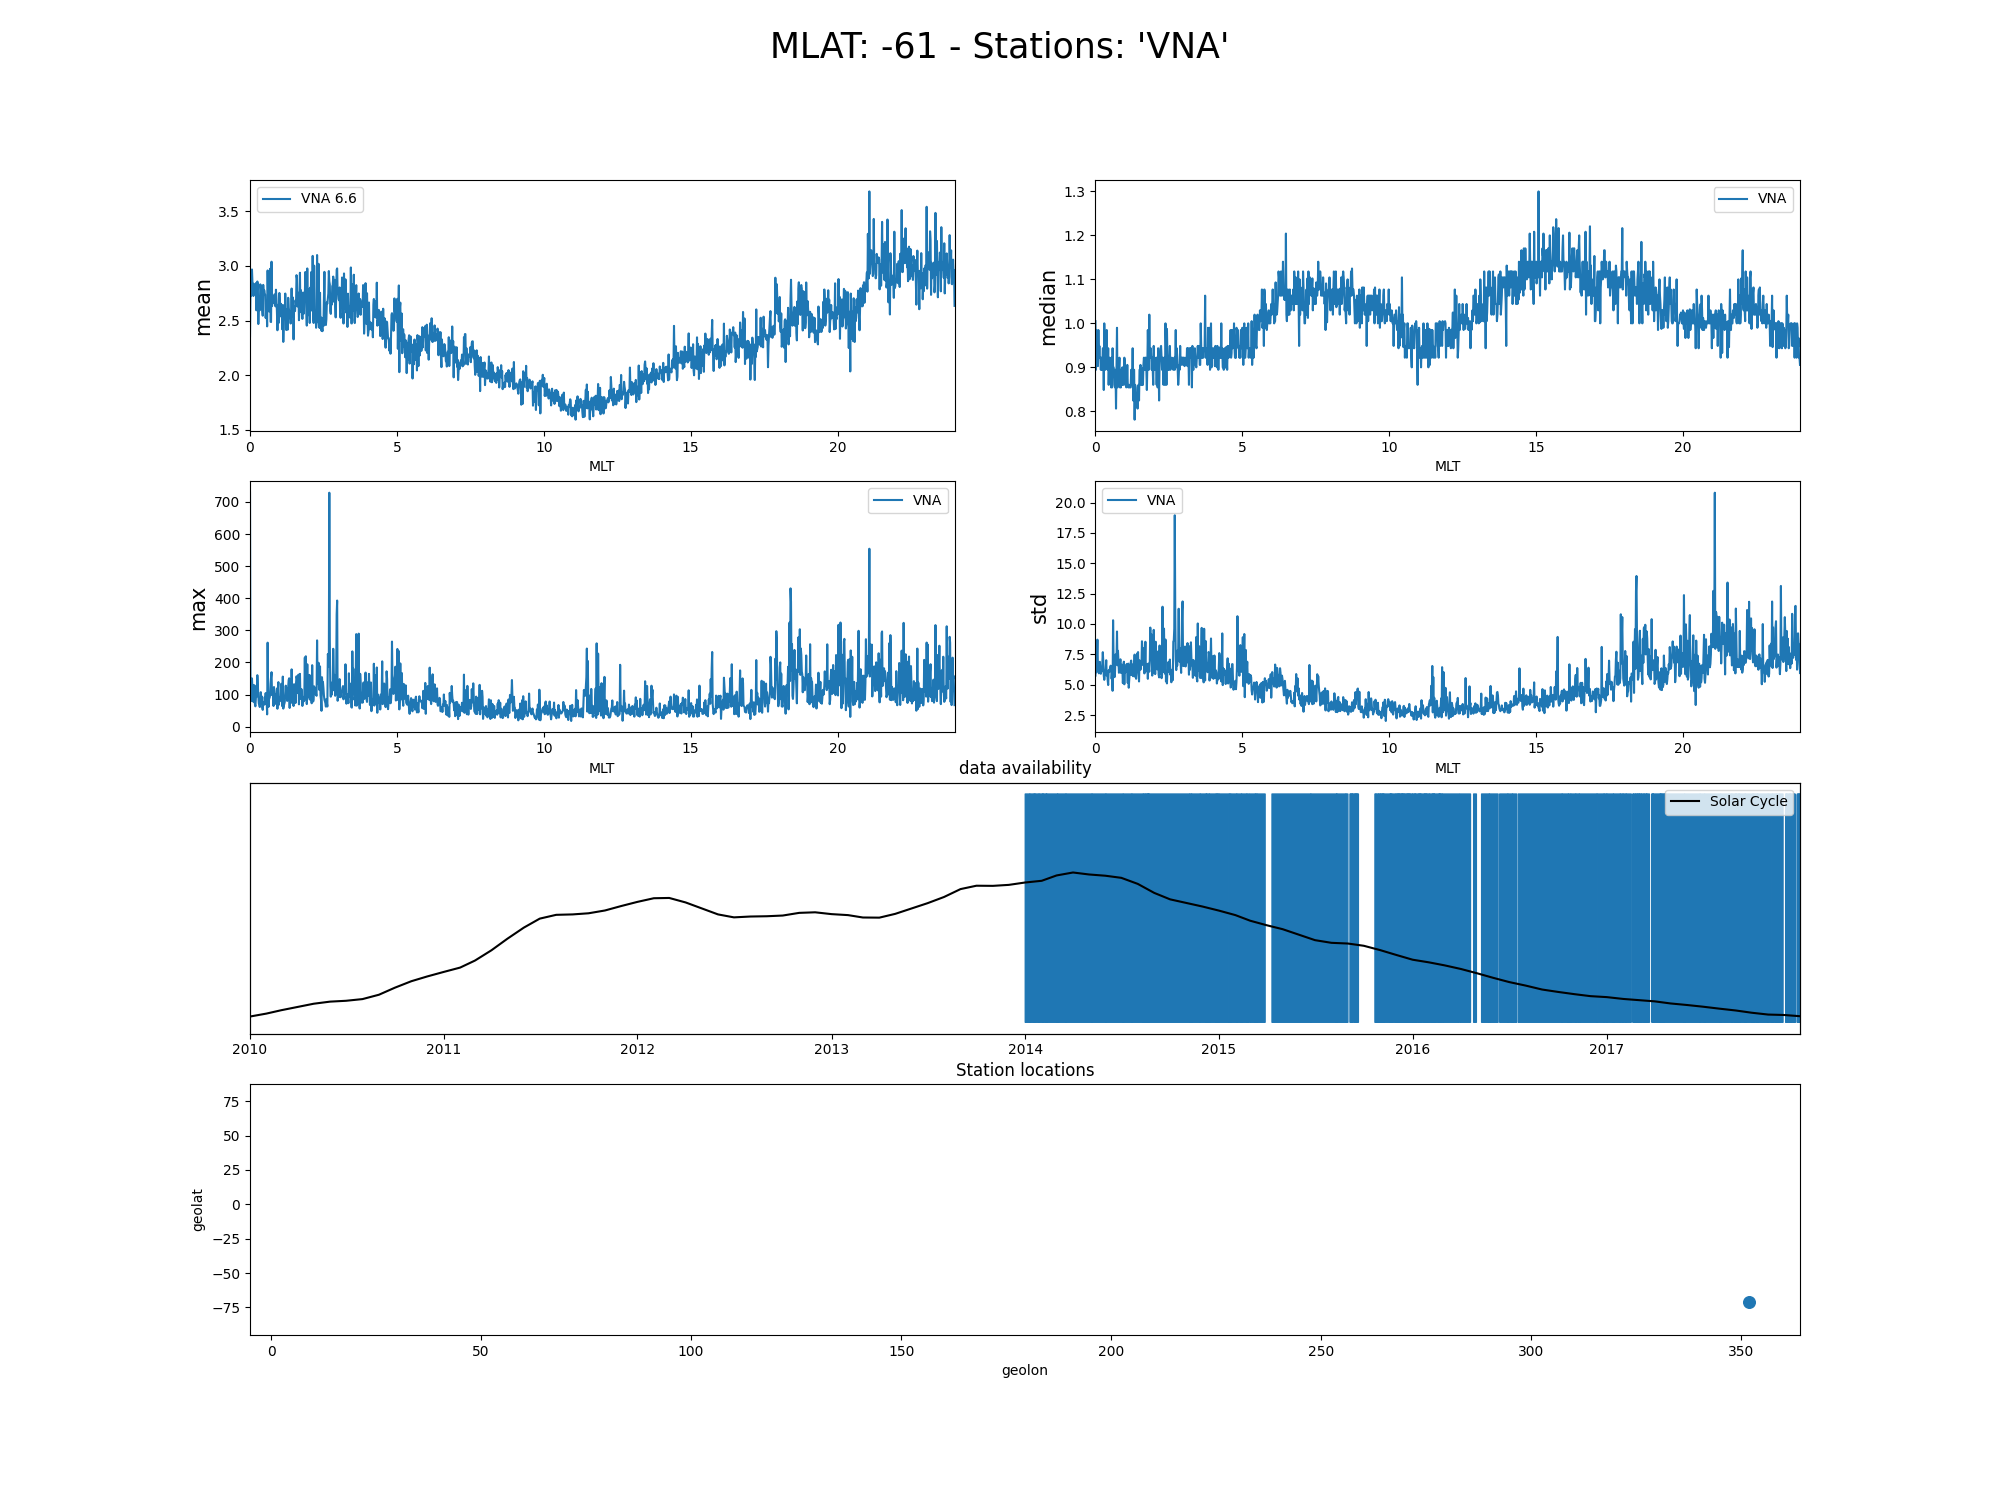 MLAT: -61 - Stations: 'VNA'
mean
3.5
3.0
2.5
2.0
1.5
VNA 6.6
0 5 10 15 20
MLT
median
1.3
1.2
1.1
1.0
0.9
0.8
VNA
0 5 10 15 20
MLT
max
700
600
500
400
300
200
100
0
VNA
0 5 10 15 20
MLT
std
20.0
17.5
15.0
12.5
10.0
7.5
5.0
2.5
VNA
0 5 10 15 20
MLT
data availability
Solar Cycle
2010 2011 2012 2013 2014 2015 2016 2017
Station locations
geolat
75
50
25
0
−25
−50
−75
0 50 100 150 200 250 300 350
geolon